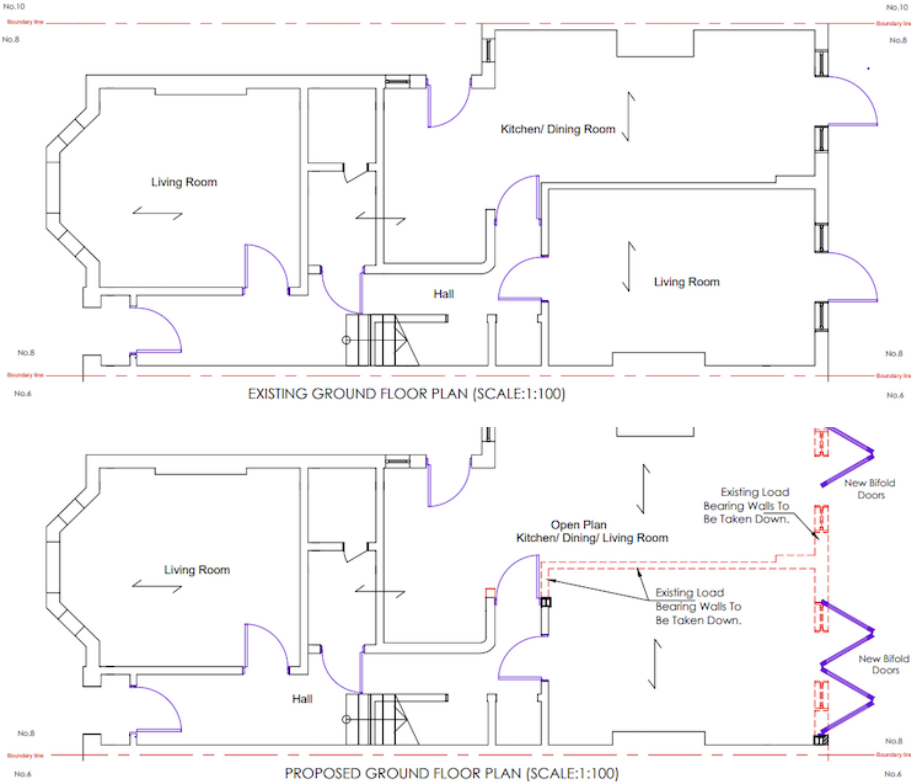 No.10
No.10
Boundary line
Boundary line
No.8
No.8
Kitchen/ Dining Room
Living Room
Living Room
Hall
No.8
No.8
Boundary line
Boundary line
No.6
No.6
EXISTING GROUND FLOOR PLAN (SCALE:1:100)
New Bifold
Doors
Existing Load
Bearing Walls To
Be Taken Down.
Open Plan
Kitchen/ Dining/ Living Room
Living Room
Existing Load
Bearing Walls To
Be Taken Down.
New Bifold
Doors
Hall
No.8
No.8
Boundary line
Boundary line
No.6
No.6
PROPOSED GROUND FLOOR PLAN (SCALE:1:100)